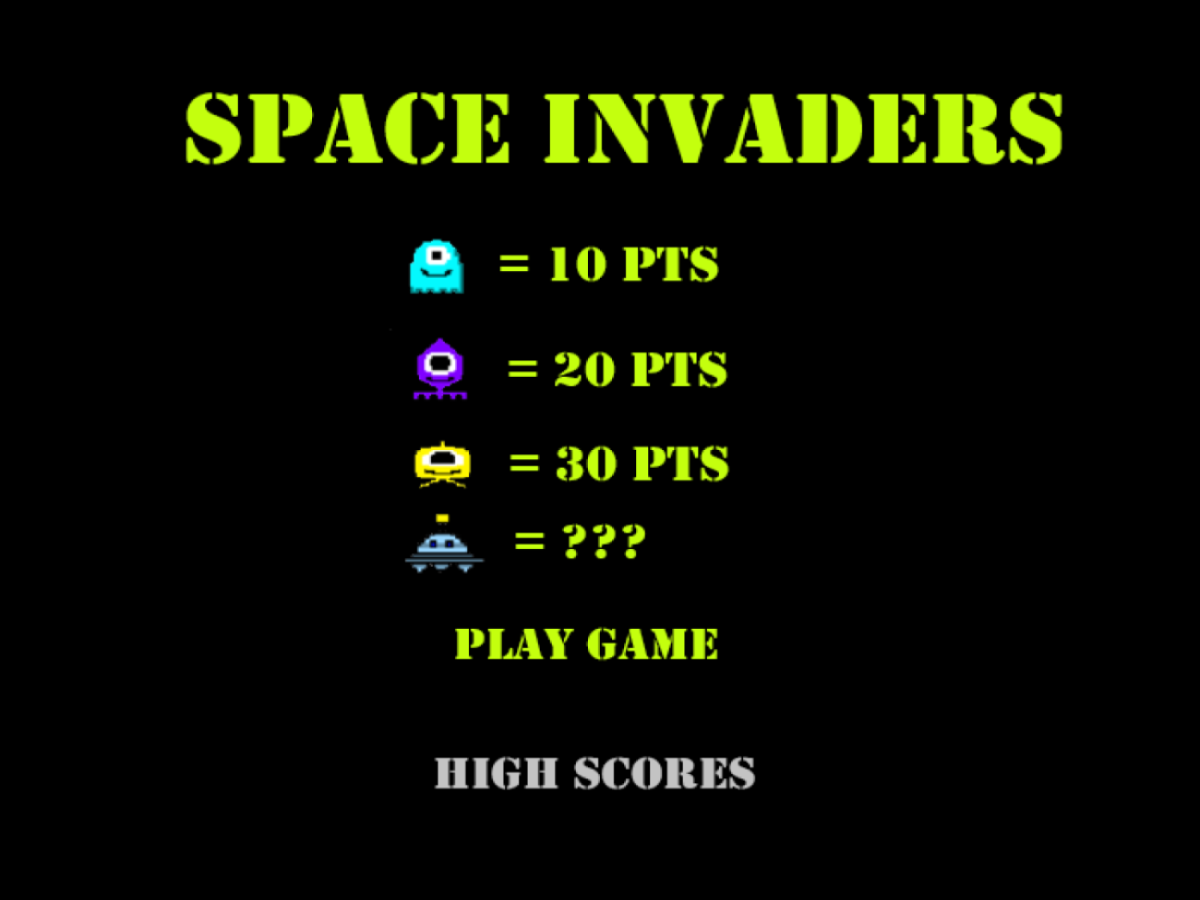 SPACE INVADERS
= 10 PTS
= 20 PTS
= 30 PTS
= ???
PLAY GAME
HIGH SCORES